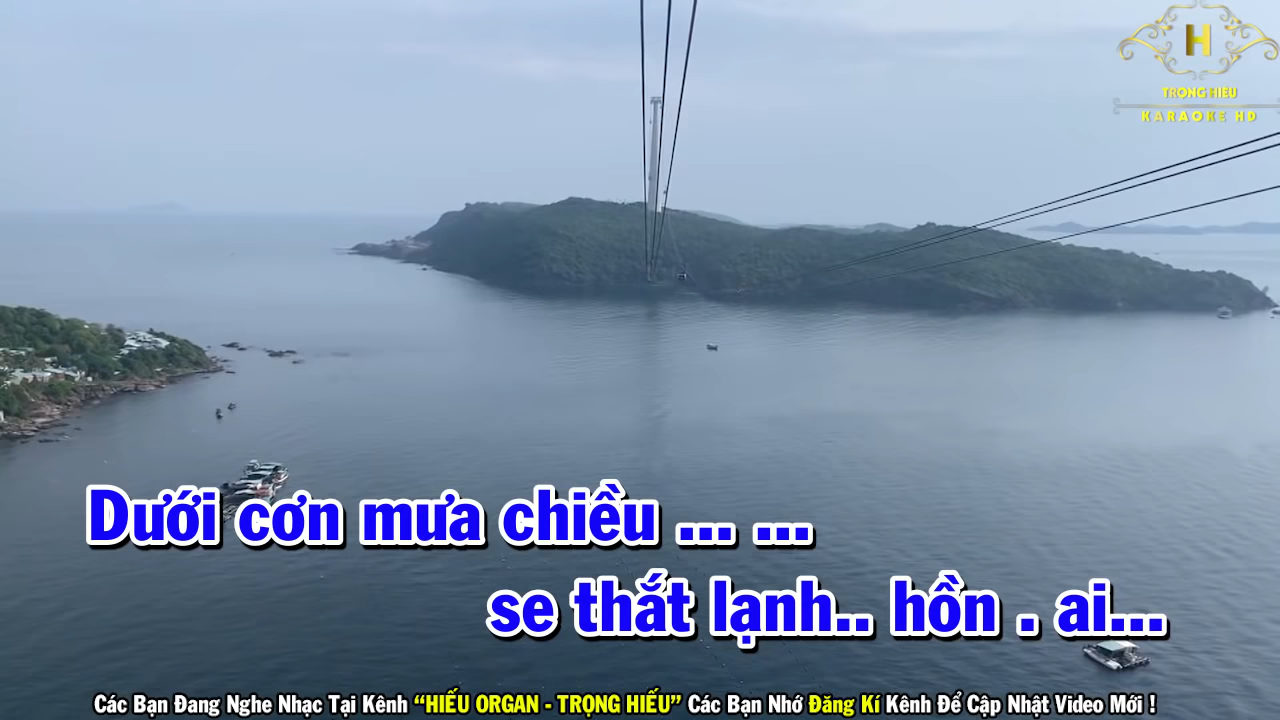 H
TRỌNG HIẾU
KARAOKE HD
Dưới cơn mưa chiều ... ...
se thắt lạnh.. hồn . ai...
Các Bạn Đang Nghe Nhạc Tại Kênh “HIẾU ORGAN - TRỌNG HIẾU” Các Bạn Nhớ Đăng Kí Kênh Để Cập Nhật Video Mới !